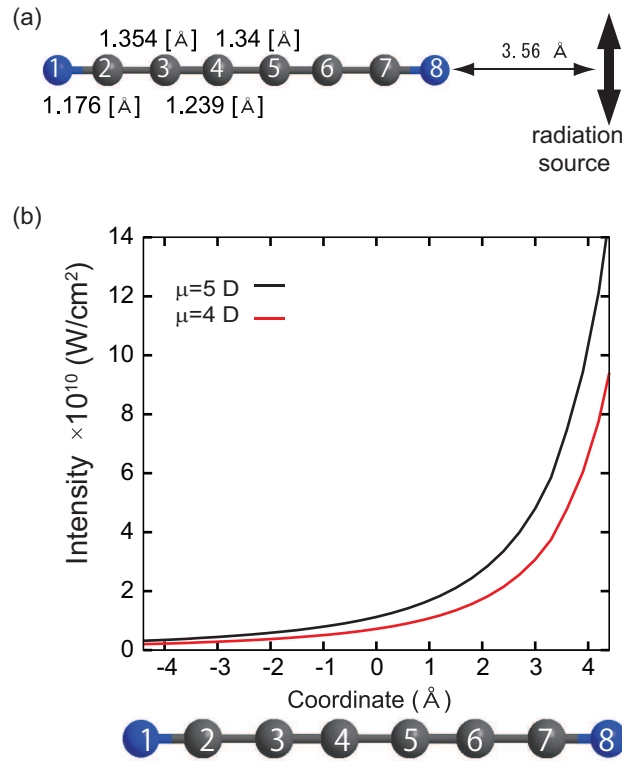 (a)
1.354 [Å] 1.34 [Å]
3.56 Å
1 2 3 4 5 6 7 8
1.176 [Å] 1.239 [Å]
radiation
source
(b)
Intensity ×10¹⁰ (W/cm²)
14
12
10
8
6
4
2
0
μ=5 D
μ=4 D
-4 -3 -2 -1 0 1 2 3 4
Coordinate (Å)
1 2 3 4 5 6 7 8